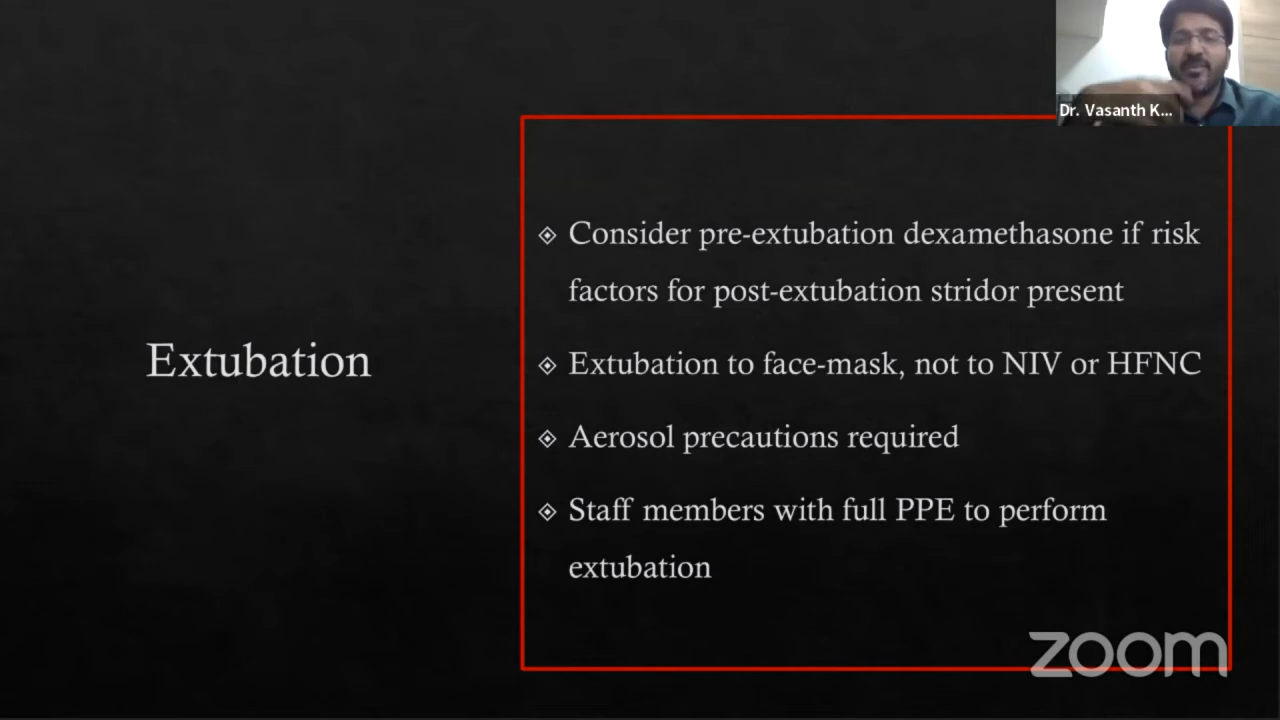 Dr. Vasanth K...
Extubation
Consider pre-extubation dexamethasone if risk
factors for post-extubation stridor present
Extubation to face-mask, not to NIV or HFNC
Aerosol precautions required
Staff members with full PPE to perform
extubation
zoom